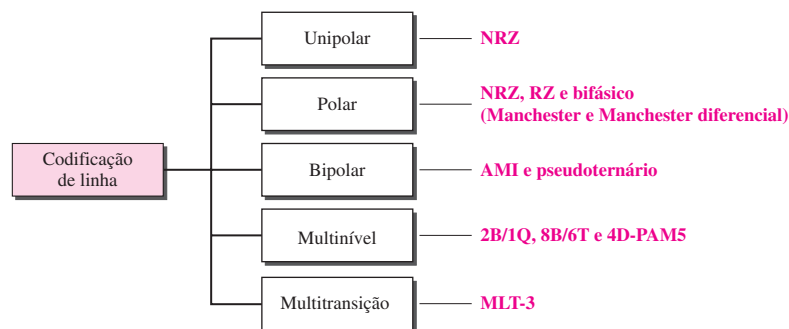 Unipolar
NRZ
Polar
NRZ, RZ e bifásico
(Manchester e Manchester diferencial)
Codificação
de linha
Bipolar
AMI e pseudoternário
Multinível
2B/1Q, 8B/6T e 4D-PAM5
Multitransição
MLT-3